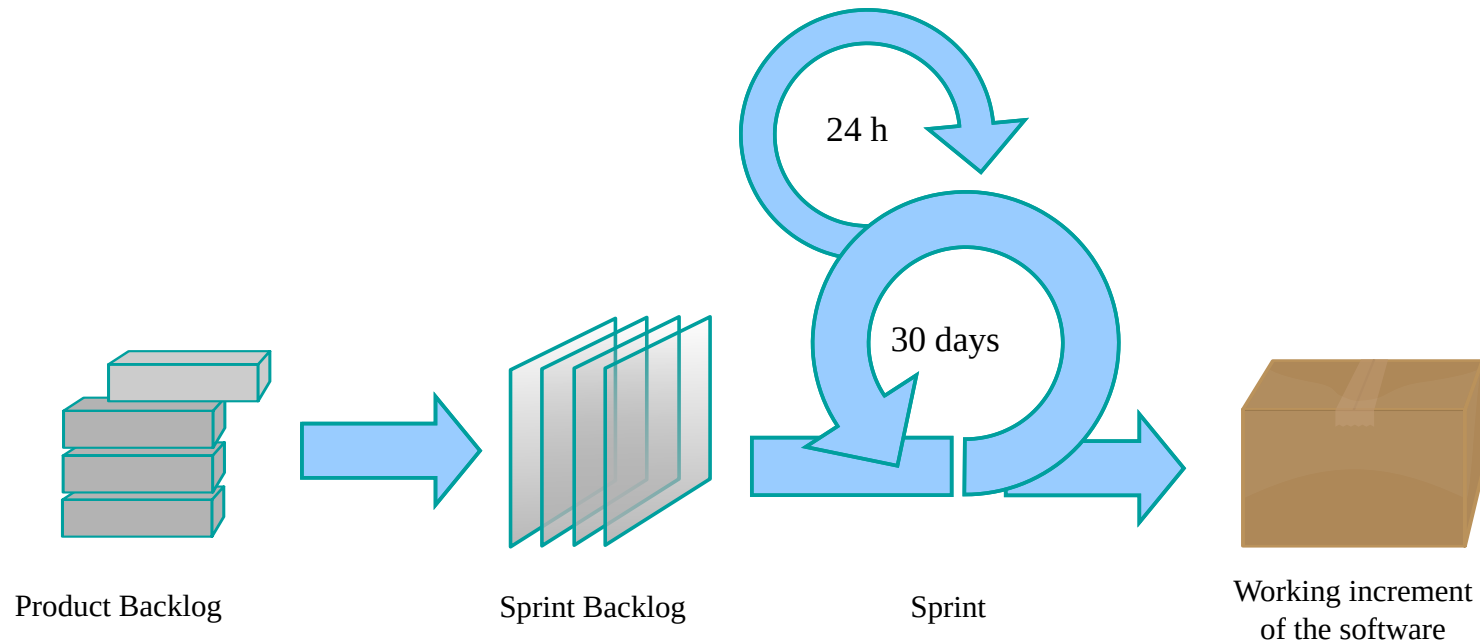 24 h
30 days
Product Backlog
Sprint Backlog
Sprint
Working increment
of the software